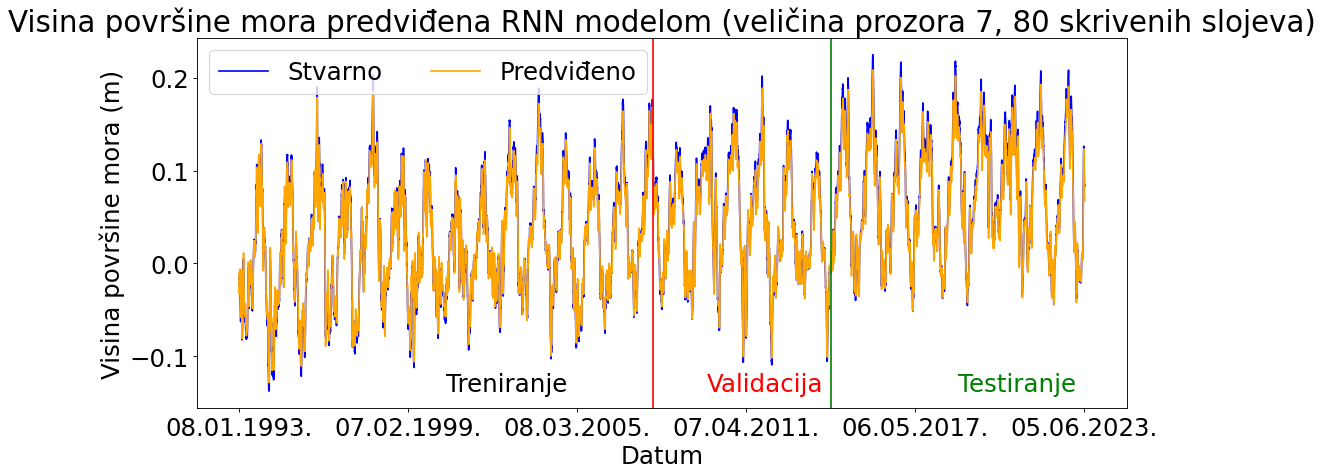 Visina površine mora predviđena RNN modelom (veličina prozora 7, 80 skrivenih slojeva)
Stvarno Predviđeno
Visina površine mora (m)
0.2
0.1
0.0
−0.1
Treniranje Validacija Testiranje
08.01.1993. 07.02.1999. 08.03.2005. 07.04.2011. 06.05.2017. 05.06.2023.
Datum